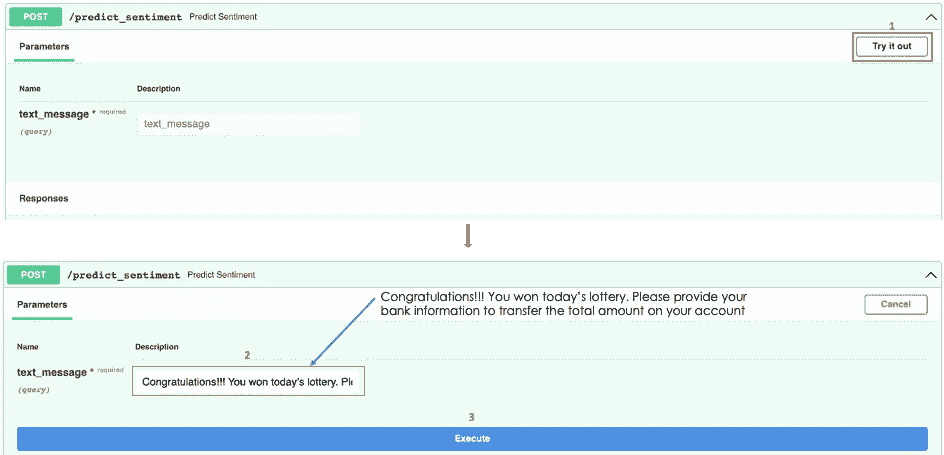 POST /predict_sentiment Predict Sentiment
1
Parameters
Try it out
Name Description
text_message * required
text_message
(query)
Responses
POST /predict_sentiment Predict Sentiment
Congratulations!!! You won today's lottery. Please provide your
bank information to transfer the total amount on your account
Parameters
Cancel
Name Description
2
text_message * required
Congratulations!!! You won today's lottery. Ple
(query)
3
Execute